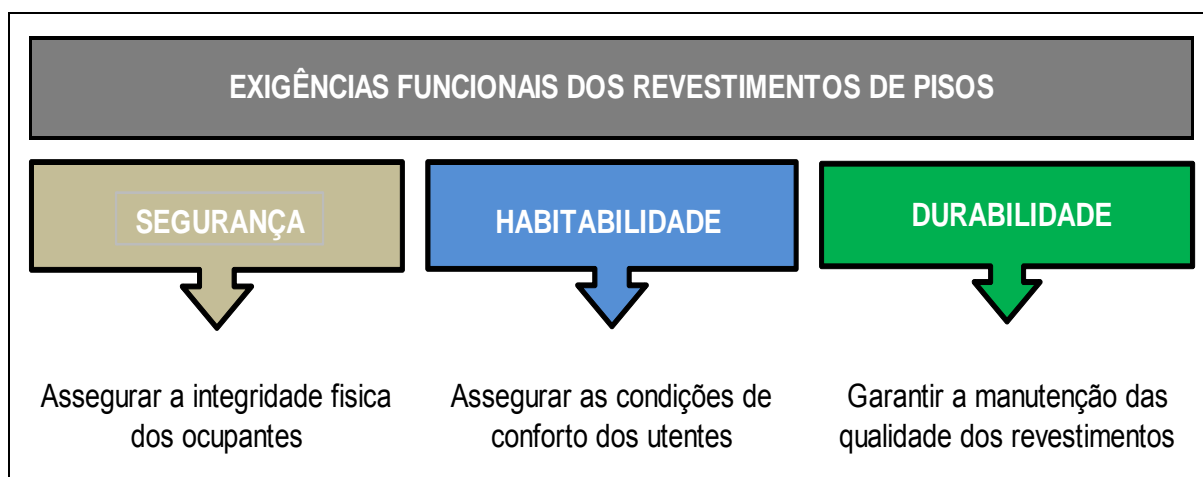 EXIGÊNCIAS FUNCIONAIS DOS REVESTIMENTOS DE PISOS
SEGURANÇA
HABITABILIDADE
DURABILIDADE
Assegurar a integridade fisica
dos ocupantes
Assegurar as condições de
conforto dos utentes
Garantir a manutenção das
qualidade dos revestimentos